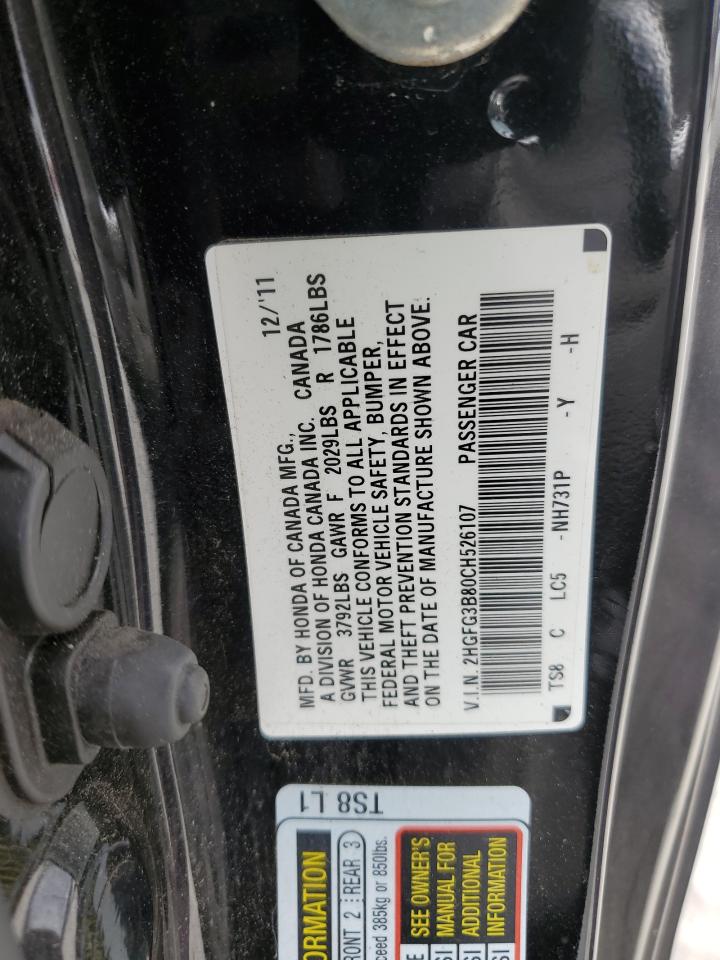 MFD. BY HONDA OF CANADA MFG., 12/'11
A DIVISION OF HONDA CANADA INC. CANADA
GVWR 3792LBS GAWR F 2029LBS R 1786LBS
THIS VEHICLE CONFORMS TO ALL APPLICABLE
FEDERAL MOTOR VEHICLE SAFETY, BUMPER,
AND THEFT PREVENTION STANDARDS IN EFFECT
ON THE DATE OF MANUFACTURE SHOWN ABOVE.
V.I.N. 2HGFG3B80CH526107 PASSENGER CAR
TS8 C LC5 -NH731P -Y -H
TS8 L1
RONT 2 REAR 3
385kg or 850lbs.
SEE OWNER'S
MANUAL FOR
ADDITIONAL
INFORMATION